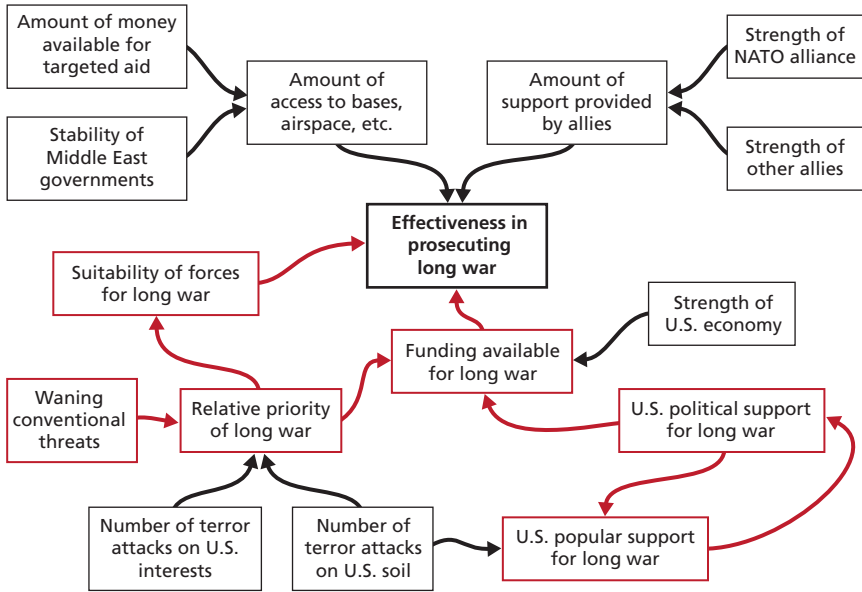 Amount of money
available for
targeted aid
Amount of
access to bases,
airspace, etc.
Amount of
support provided
by allies
Strength of
NATO alliance
Stability of
Middle East
governments
Strength of
other allies
Effectiveness in
prosecuting
long war
Suitability of forces
for long war
Strength of
U.S. economy
Funding available
for long war
Waning
conventional
threats
Relative priority
of long war
U.S. political support
for long war
Number of terror
attacks on U.S.
interests
Number of
terror attacks
on U.S. soil
U.S. popular support
for long war